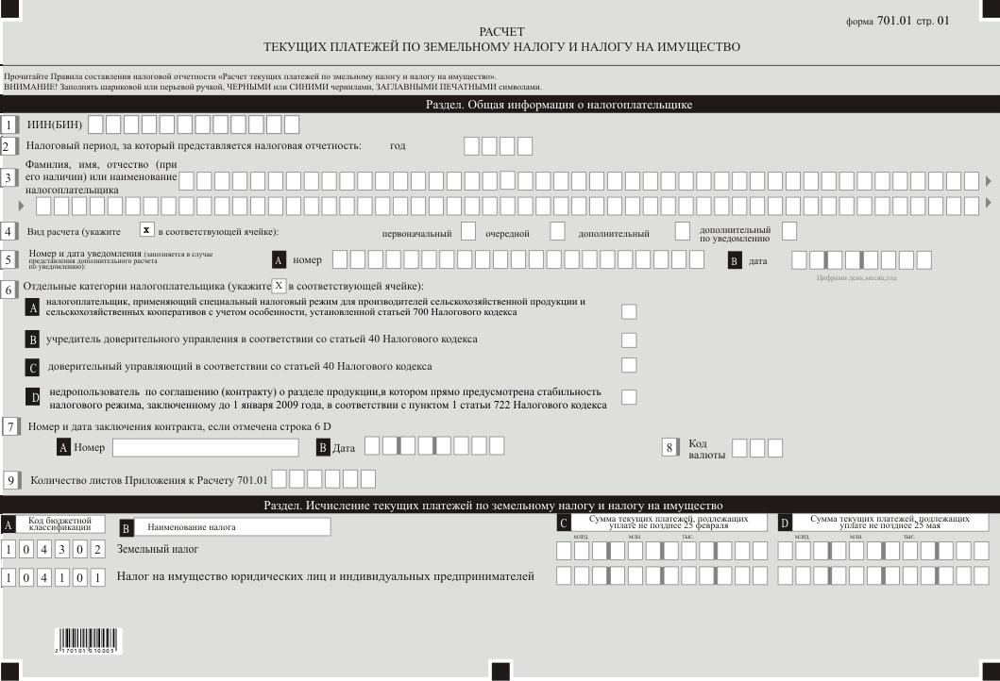 форма 701.01 стр. 01
РАСЧЕТ
ТЕКУЩИХ ПЛАТЕЖЕЙ ПО ЗЕМЕЛЬНОМУ НАЛОГУ И НАЛОГУ НА ИМУЩЕСТВО
Прочитайте Правила составления налоговой отчетности «Расчет текущих платежей по змельному налогу и налогу на имущество».
ВНИМАНИЕ! Заполнять шариковой или перьевой ручкой, ЧЕРНЫМИ или СИНИМИ чернилами, ЗАГЛАВНЫМИ ПЕЧАТНЫМИ символами.
Раздел. Общая информация о налогоплательщике
1 ИИН(БИН)
2 Налоговый период, за который представляется налоговая отчетность: год
Фамилия, имя, отчество (при
3 его наличии) или наименование
налогоплательщика
4 Вид расчета (укажите x в соответствующей ячейке): первоначальный очередной дополнительный дополнительный
по уведомлению
5 Номер и дата уведомления (заполняется в случае
представления дополнительного расчета
по уведомлению):
A номер B дата
Цифрами день,месяц,год
6 Отдельные категории налогоплательщика (укажите X в соответствующей ячейке):
A налогоплательщик, применяющий специальный налоговый режим для производителей сельскохозяйственной продукции и
сельскохозяйственных кооперативов с учетом особенности, установленной статьей 700 Налогового кодекса
B учредитель доверительного управления в соответствии со статьей 40 Налогового кодекса
C доверительный управляющий в соответствии со статьей 40 Налогового кодекса
D недропользователь по соглашению (контракту) о разделе продукции,в котором прямо предусмотрена стабильность
налогового режима, заключенному до 1 января 2009 года, в соответствии с пунктом 1 статьи 722 Налогового кодекса
7 Номер и дата заключения контракта, если отмечена строка 6 D
A Номер B Дата 8 Код
валюты
9 Количество листов Приложения к Расчету 701.01
Раздел. Исчисление текущих платежей по земельному налогу и налогу на имущество
A Код бюджетной
классификации
B Наименование налога
C Сумма текущих платежей, подлежащих
уплате не позднее 25 февраля
D Сумма текущих платежей, подлежащих
уплате не позднее 25 мая
МЛРД. МЛН. ТЫС. МЛРД. МЛН. ТЫС.
1 0 4 3 0 2 Земельный налог
1 0 4 1 0 1 Налог на имущество юридических лиц и индивидуальных предпринимателей
2 170101 010005